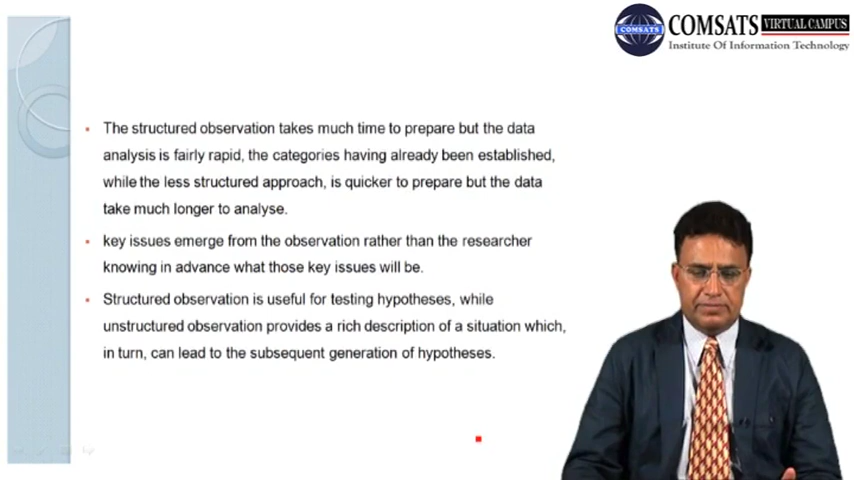 COMSATS
COMSATS VIRTUAL CAMPUS
Institute Of Information Technology
The structured observation takes much time to prepare but the data
analysis is fairly rapid, the categories having already been established,
while the less structured approach, is quicker to prepare but the data
take much longer to analyse.
key issues emerge from the observation rather than the researcher
knowing in advance what those key issues will be.
Structured observation is useful for testing hypotheses, while
unstructured observation provides a rich description of a situation which,
in turn, can lead to the subsequent generation of hypotheses.